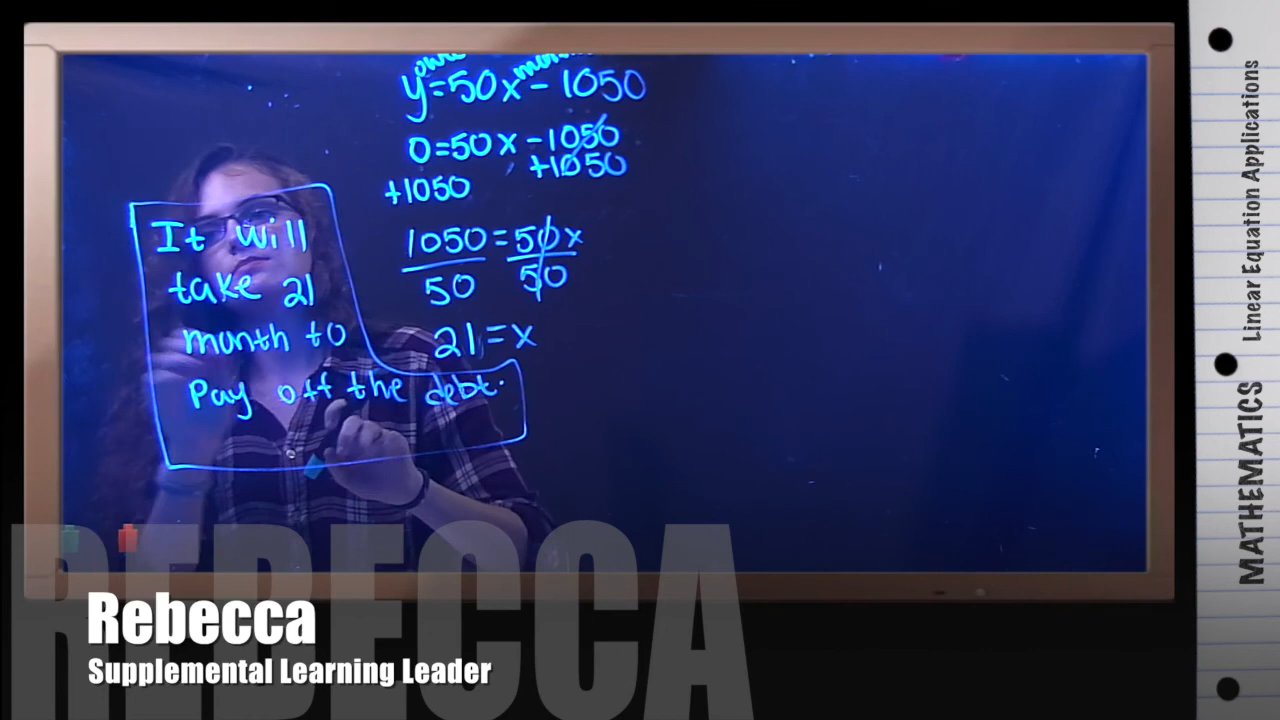 y=50x - 1050
0=50x -1050
+1050
+1050
1050 = 50x
50 50
21 = x
It will
take 21
month to
Pay off the debt.
REBECCA
Rebecca
Supplemental Learning Leader
MATHEMATICS Linear Equation Applications